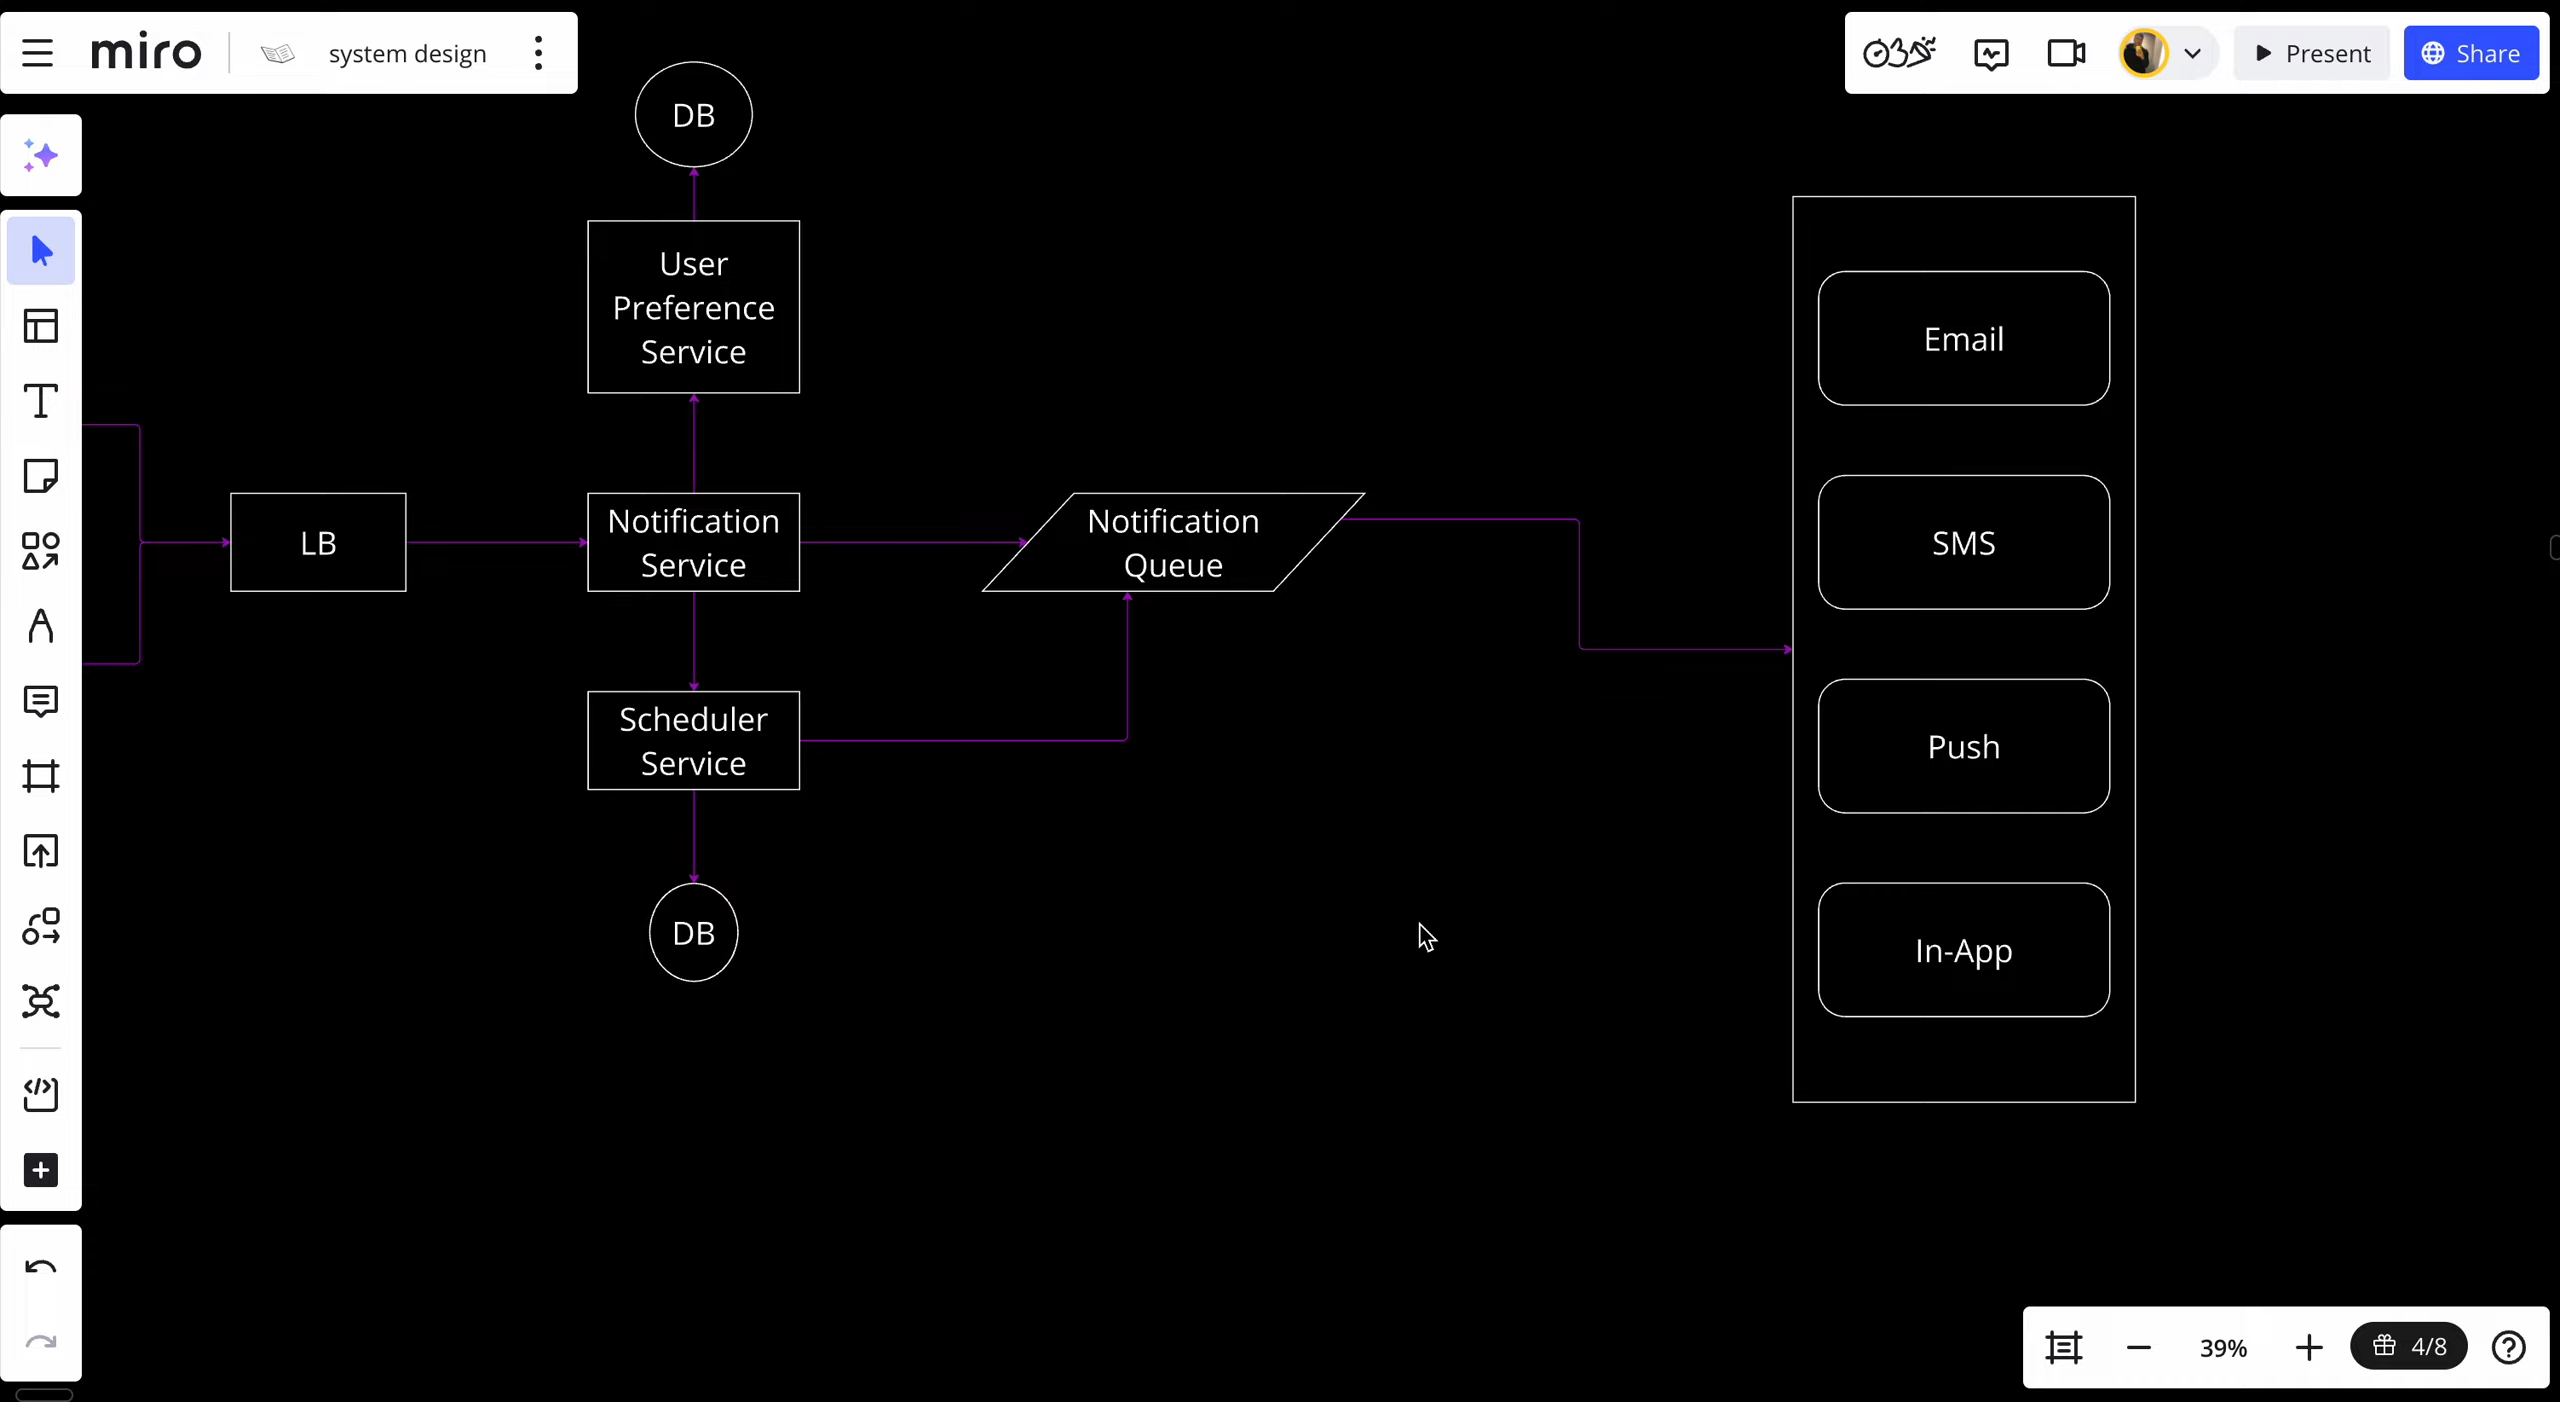 miro
system design
Present
Share
DB
User
Preference
Service
LB
Notification
Service
Notification
Queue
Scheduler
Service
DB
Email
SMS
Push
In-App
39%
4/8